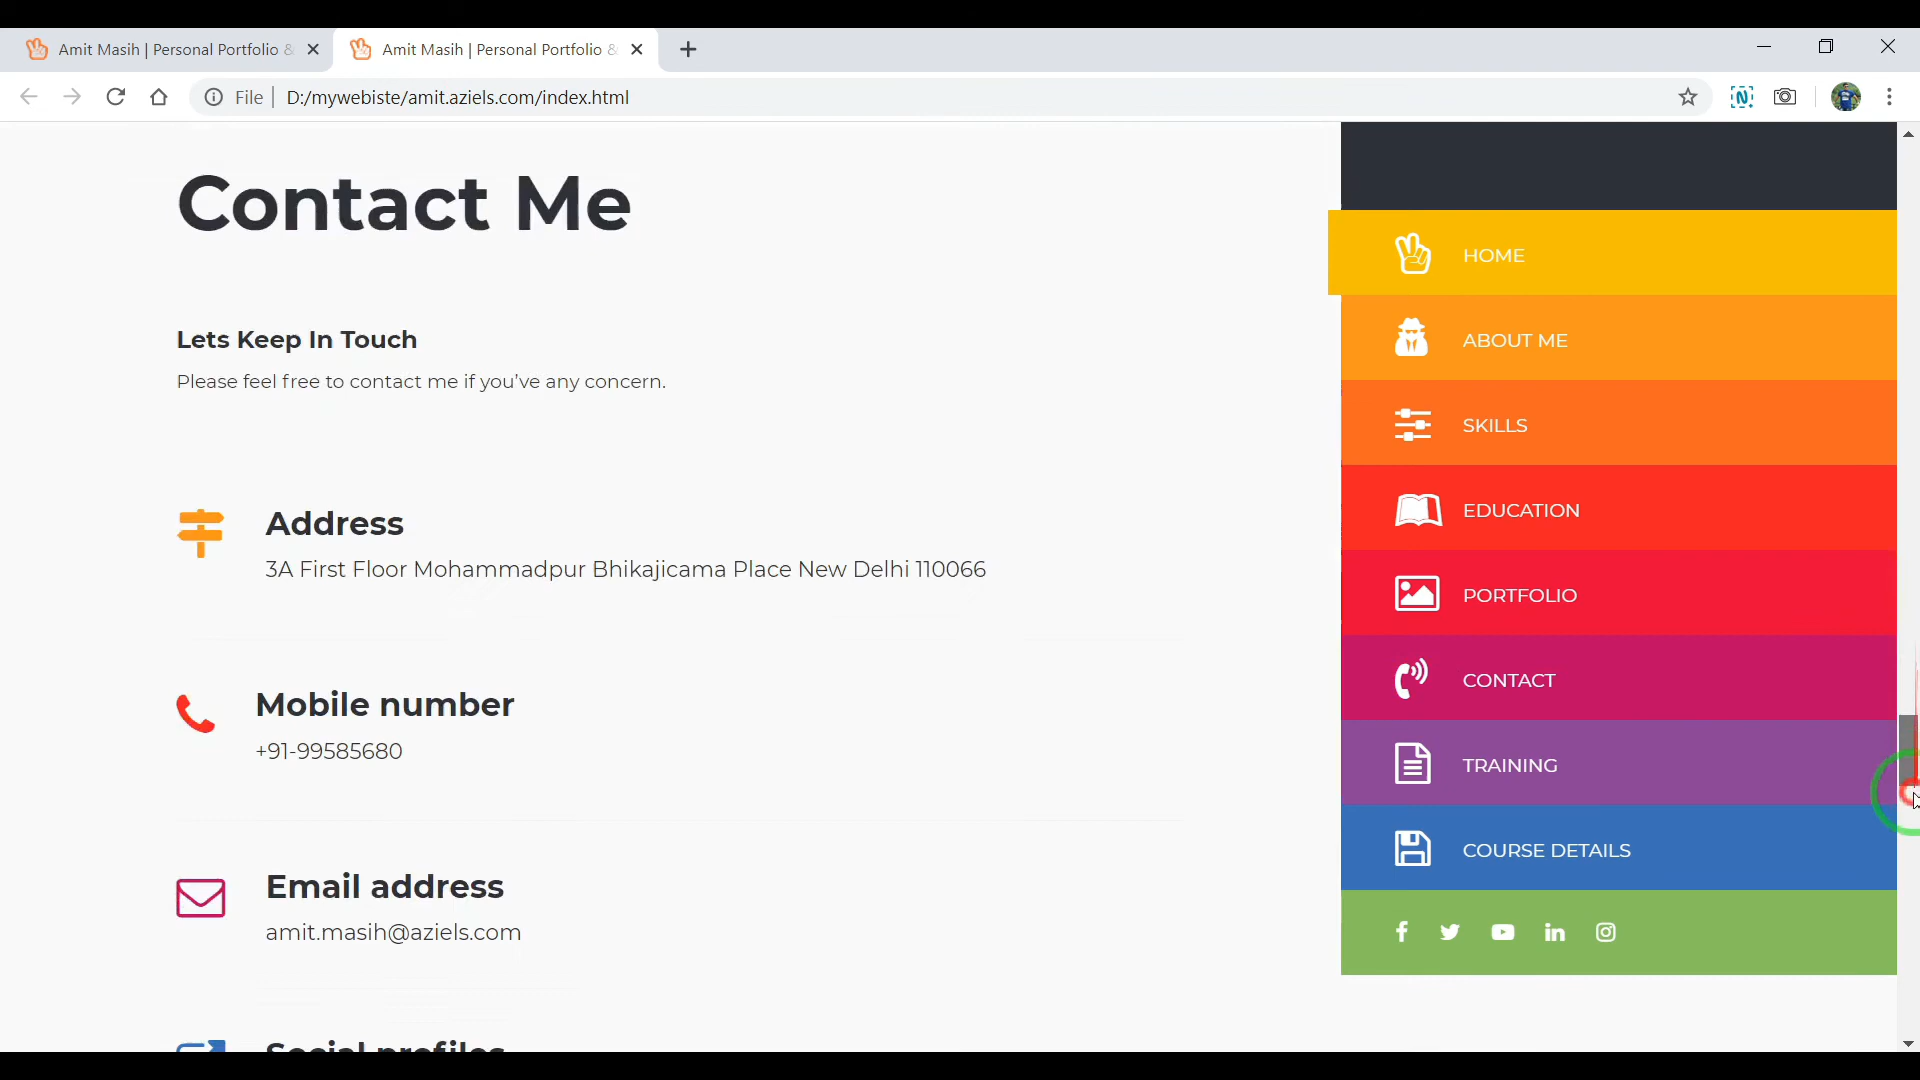 Amit Masih | Personal Portfolio &
Amit Masih | Personal Portfolio &
File
D:/mywebiste/amit.aziels.com/index.html
Contact Me
Lets Keep In Touch
Please feel free to contact me if you've any concern.
Address
3A First Floor Mohammadpur Bhikajicama Place New Delhi 110066
Mobile number
+91-99585680
Email address
amit.masih@aziels.com
Social profiles
HOME
ABOUT ME
SKILLS
EDUCATION
PORTFOLIO
CONTACT
TRAINING
COURSE DETAILS